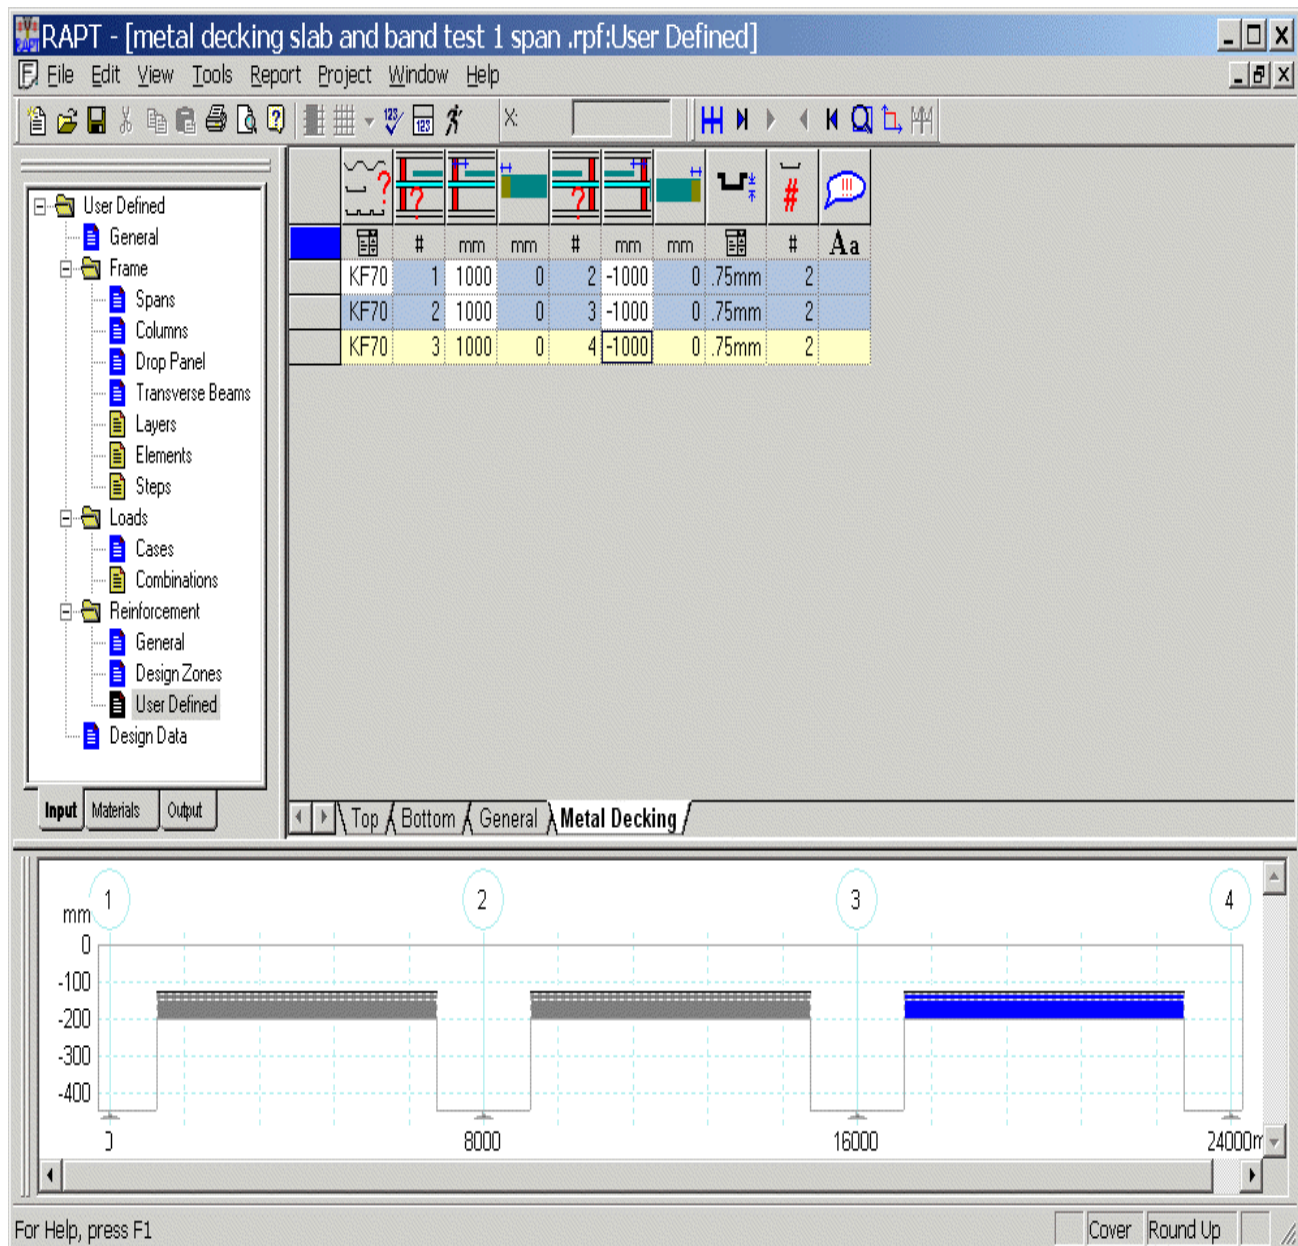 RAPT - [metal decking slab and band test 1 span .rpf:User Defined]
File Edit View Tools Report Project Window Help
X:
User Defined
General
Frame
Spans
Columns
Drop Panel
Transverse Beams
Layers
Elements
Steps
Loads
Cases
Combinations
Reinforcement
General
Design Zones
User Defined
Design Data
Input Materials Output
# mm mm # mm mm # Aa
KF70 1 1000 0 2 -1000 0 .75mm 2
KF70 2 1000 0 3 -1000 0 .75mm 2
KF70 3 1000 0 4 -1000 0 .75mm 2
Top Bottom General Metal Decking
1 2 3 4
mm
0
-100
-200
-300
-400
8000 16000 24000
For Help, press F1
Cover Round Up